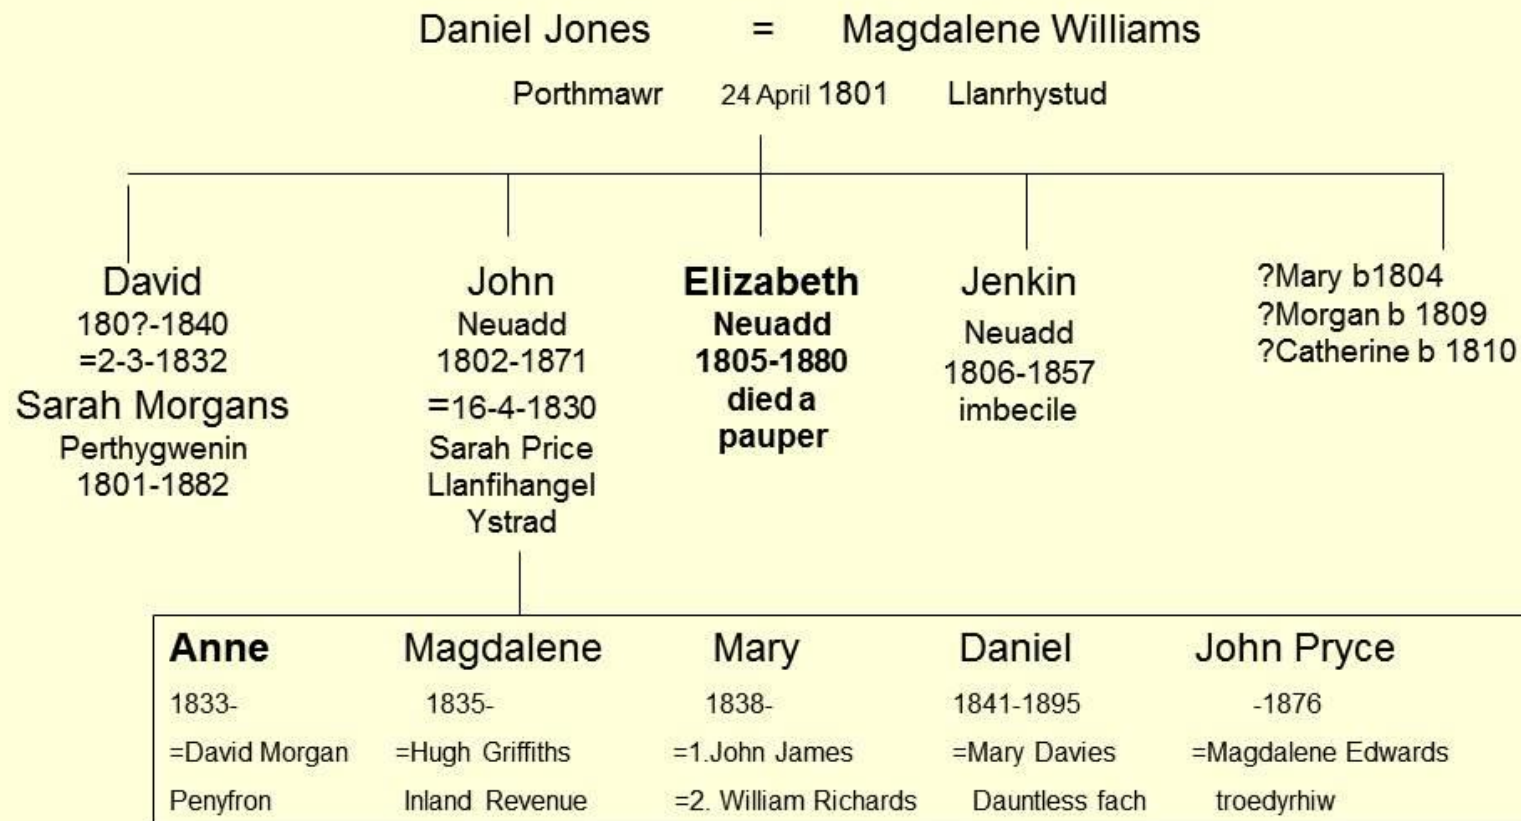 Daniel Jones = Magdalene Williams
Porthmawr 24 April 1801 Llanrhystud
David
180?-1840
=2-3-1832
Sarah Morgans
Perthygwenin
1801-1882
John
Neuadd
1802-1871
=16-4-1830
Sarah Price
Llanfihangel
Ystrad
Elizabeth
Neuadd
1805-1880
died a
pauper
Jenkin
Neuadd
1806-1857
imbecile
?Mary b1804
?Morgan b 1809
?Catherine b 1810
Anne
1833-
=David Morgan
Penyfron
Magdalene
1835-
=Hugh Griffiths
Inland Revenue
Mary
1838-
=1.John James
=2. William Richards
Daniel
1841-1895
=Mary Davies
Dauntless fach
John Pryce
-1876
=Magdalene Edwards
troedyrhiw